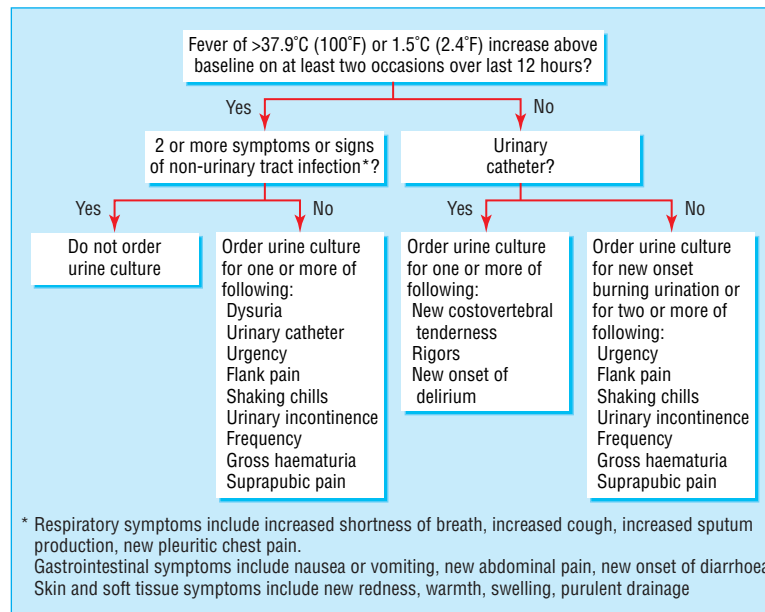 Fever of >37.9°C (100°F) or 1.5°C (2.4°F) increase above
baseline on at least two occasions over last 12 hours?
Yes
No
2 or more symptoms or signs
of non-urinary tract infection*?
Urinary
catheter?
Yes
No
Yes
No
Do not order
urine culture
Order urine culture
for one or more of
following:
Dysuria
Urinary catheter
Urgency
Flank pain
Shaking chills
Urinary incontinence
Frequency
Gross haematuria
Suprapubic pain
Order urine culture
for one or more of
following:
New costovertebral
tenderness
Rigors
New onset of
delirium
Order urine culture
for new onset
burning urination or
for two or more of
following:
Urgency
Flank pain
Shaking chills
Urinary incontinence
Frequency
Gross haematuria
Suprapubic pain
* Respiratory symptoms include increased shortness of breath, increased cough, increased sputum
production, new pleuritic chest pain.
Gastrointestinal symptoms include nausea or vomiting, new abdominal pain, new onset of diarrhoea
Skin and soft tissue symptoms include new redness, warmth, swelling, purulent drainage